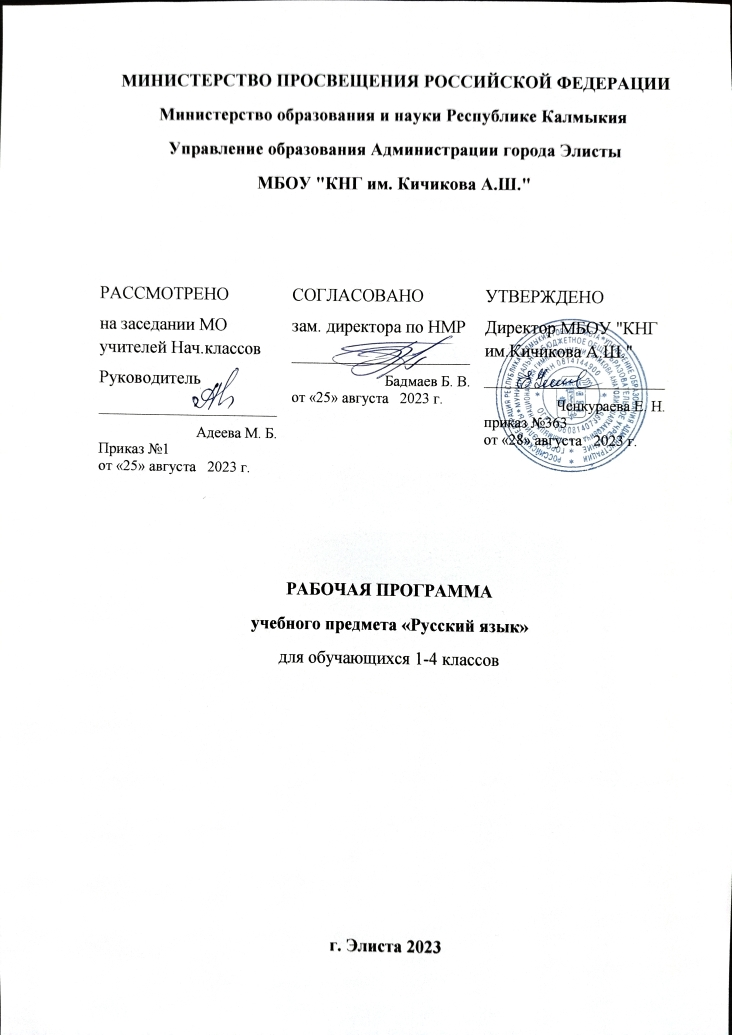 МИНИСТЕРСТВО ПРОСВЕЩЕНИЯ РОССИЙСКОЙ ФЕДЕРАЦИИ
Министерство образования и науки Республике Калмыкия
Управление образования Администрации города Элисты
МБОУ "КНГ им. Кичикова А.Ш."
РАССМОТРЕНО
на заседании МО
учителей Нач.классов
Руководитель
Адеева М. Б.
Приказ №1
от «25» августа 2023 г.
СОГЛАСОВАНО
зам. директора по НМР
Бадмаев Б. В.
от «25» августа 2023 г.
УТВЕРЖДЕНО
Директор МБОУ "КНГ
им.Кичикова А.Ш."
Ченкураева Е. Н.
приказ №363
от «28» августа 2023 г.
РАБОЧАЯ ПРОГРАММА
учебного предмета «Русский язык»
для обучающихся 1-4 классов
г. Элиста 2023